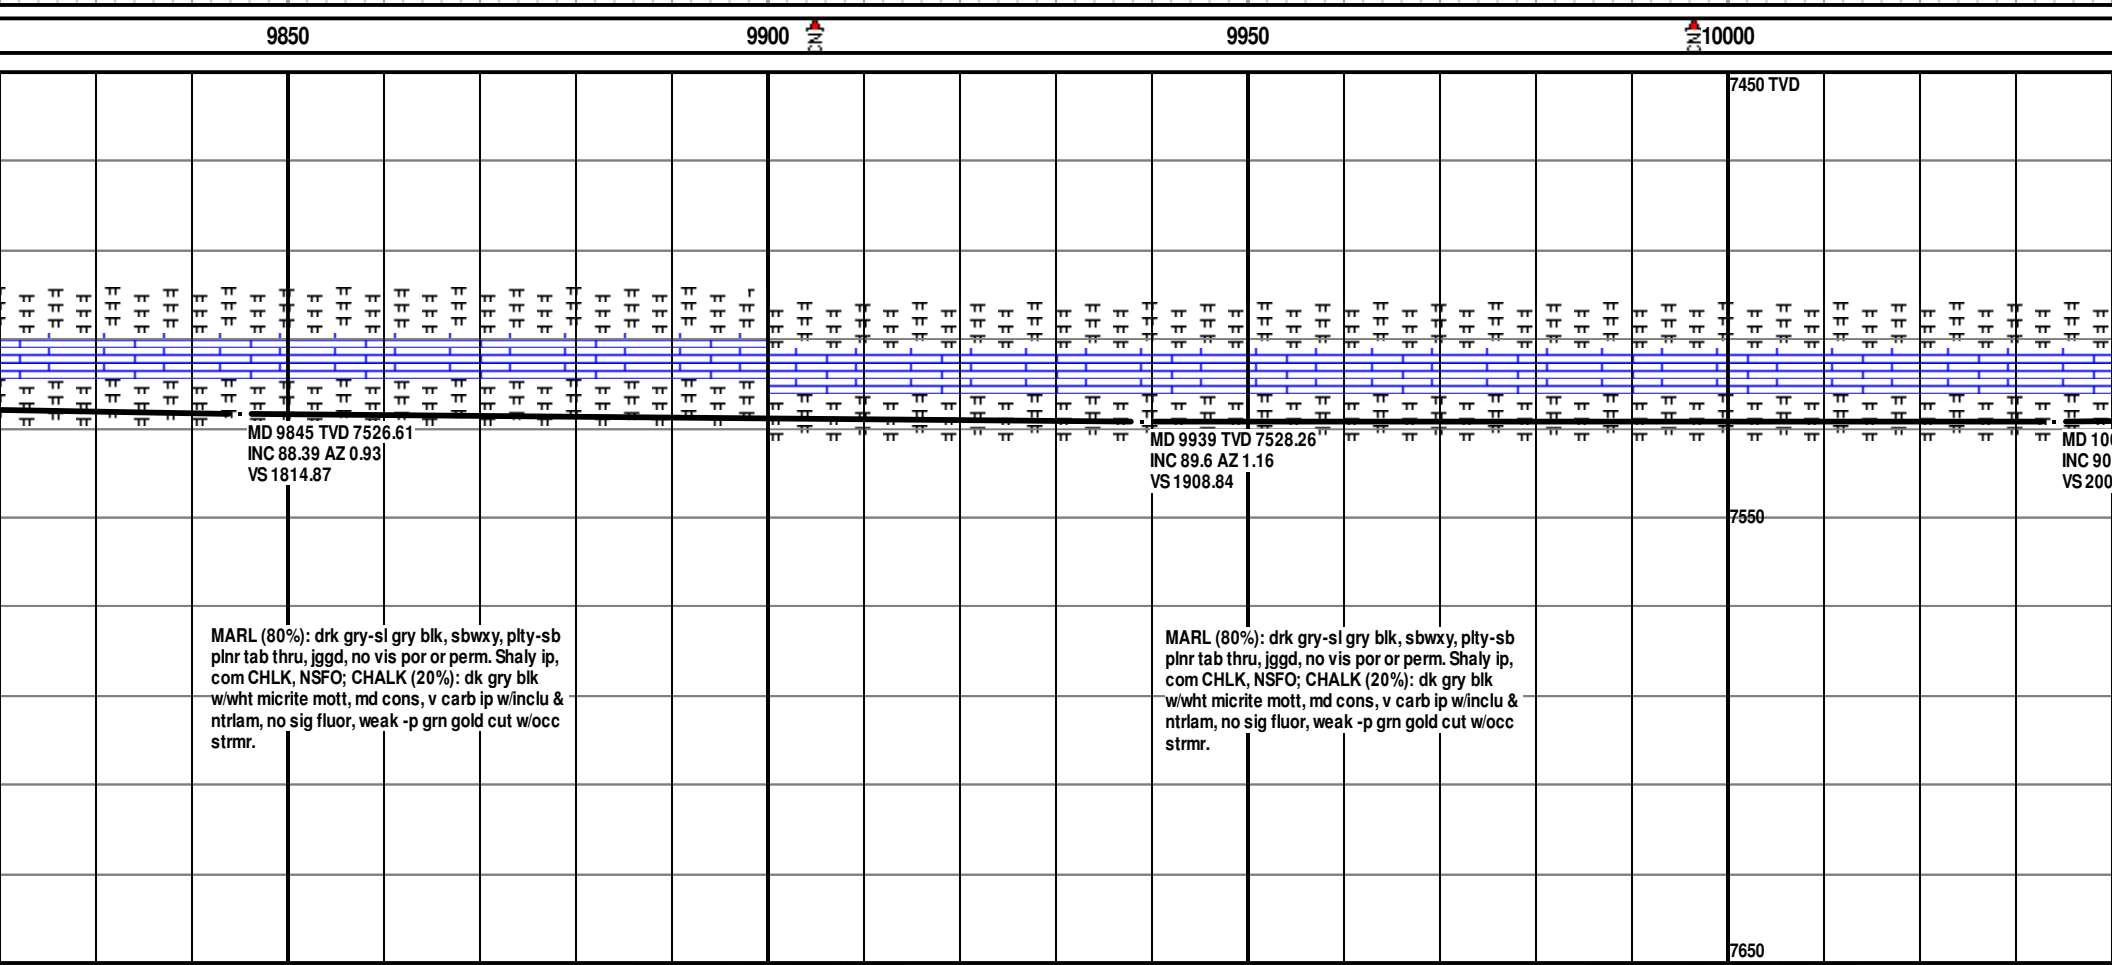 9850
9900
CN
9950
CN
10000
7450 TVD
MD 9845 TVD 7526.61
INC 88.39 AZ 0.93
VS 1814.87
MD 9939 TVD 7528.26
INC 89.6 AZ 1.16
VS 1908.84
MD
INC 90
VS
7550
MARL (80%): drk gry-sl gry blk, sbwxy, plty-sb
plnr tab thru, jggd, no vis por or perm. Shaly ip,
com CHLK, NSFO; CHALK (20%): dk gry blk
w/wht micrite mott, md cons, v carb ip w/inclu &
ntrlam, no sig fluor, weak -p grn gold cut w/occ
strmr.
MARL (80%): drk gry-sl gry blk, sbwxy, plty-sb
plnr tab thru, jggd, no vis por or perm. Shaly ip,
com CHLK, NSFO; CHALK (20%): dk gry blk
w/wht micrite mott, md cons, v carb ip w/inclu &
ntrlam, no sig fluor, weak -p grn gold cut w/occ
strmr.
7650